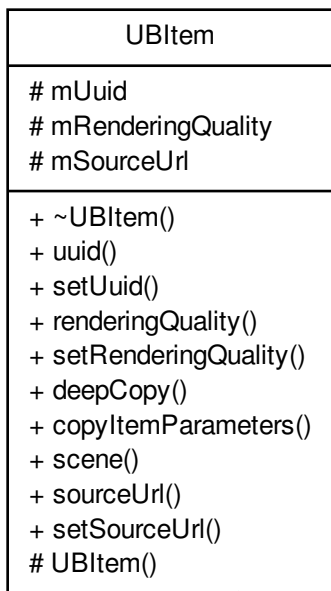 UBItem
# mUuid
# mRenderingQuality
# mSourceUrl
+ ~UBItem()
+ uuid()
+ setUuid()
+ renderingQuality()
+ setRenderingQuality()
+ deepCopy()
+ copyItemParameters()
+ scene()
+ sourceUrl()
+ setSourceUrl()
# UBItem()